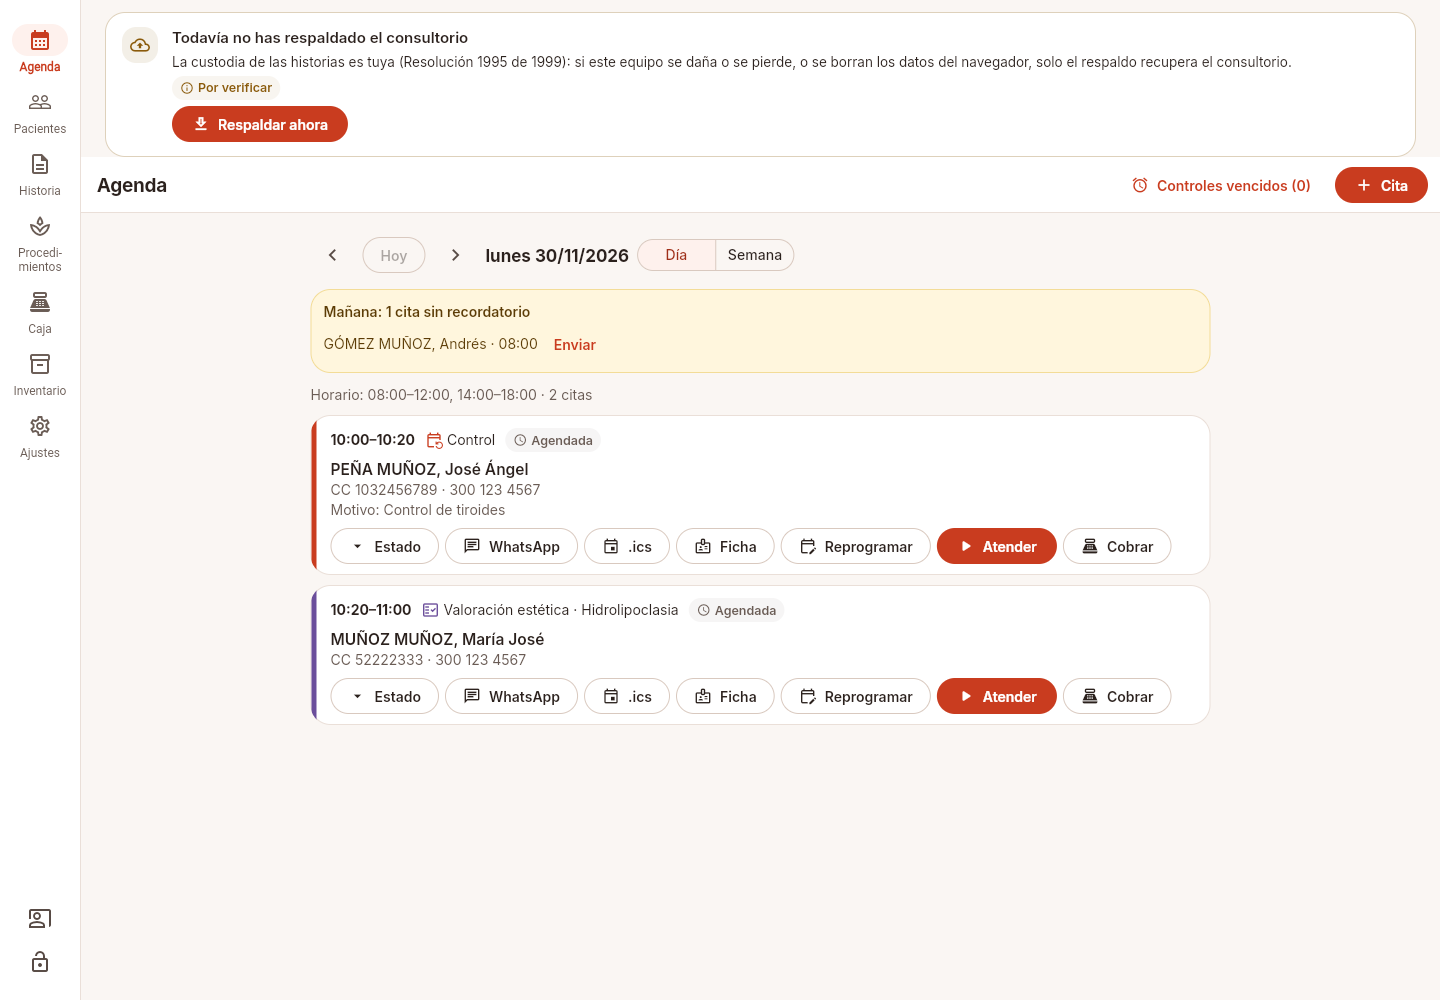 Agenda
Pacientes
Historia
Procedi-
mientos
Caja
Inventario
Ajustes
Todavía no has respaldado el consultorio
La custodia de las historias es tuya (Resolución 1995 de 1999): si este equipo se daña o se pierde, o se borran los datos del navegador, solo el respaldo recupera el consultorio.
Por verificar
Respaldar ahora
Agenda
Controles vencidos (0)
Cita
Hoy
lunes 30/11/2026
Día
Semana
Mañana: 1 cita sin recordatorio
GÓMEZ MUÑOZ, Andrés · 08:00 Enviar
Horario: 08:00–12:00, 14:00–18:00 · 2 citas
10:00–10:20 Control Agendada
PEÑA MUÑOZ, José Ángel
CC 1032456789 · 300 123 4567
Motivo: Control de tiroides
Estado WhatsApp .ics Ficha Reprogramar Atender Cobrar
10:20–11:00 Valoración estética · Hidrolipoclasia Agendada
MUÑOZ MUÑOZ, María José
CC 52222333 · 300 123 4567
Estado WhatsApp .ics Ficha Reprogramar Atender Cobrar